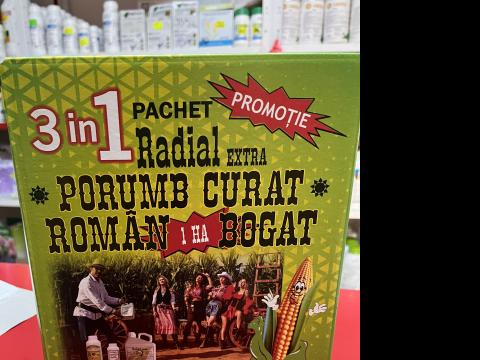 3 in 1
PACHET
PROMOȚIE
Radial EXTRA
PORUMB CURAT
ROMÂN 1 HA BOGAT